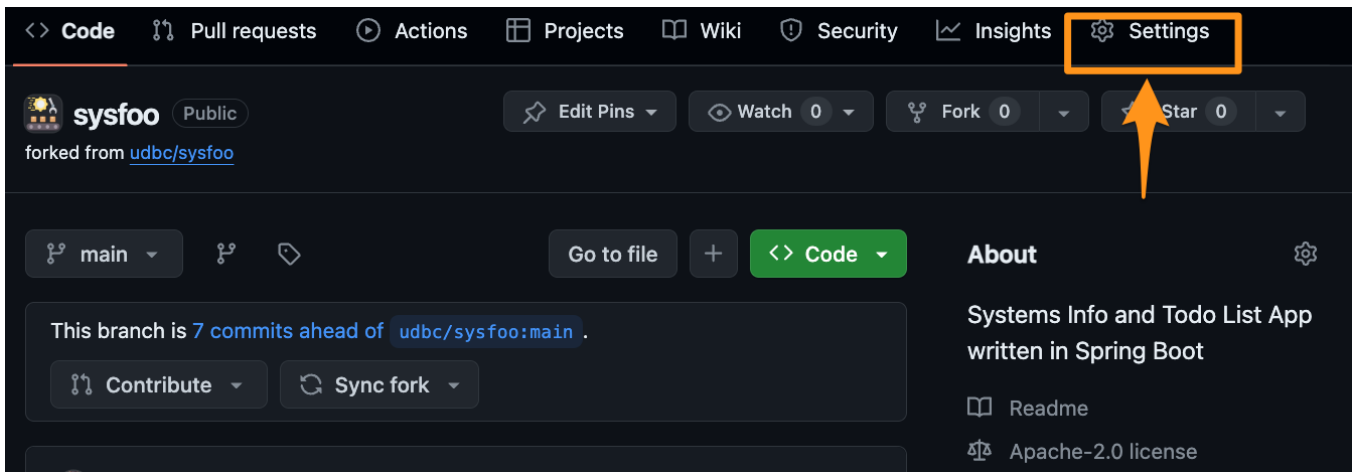 <> Code Pull requests Actions Projects Wiki Security Insights Settings
sysfoo Public Edit Pins Watch 0 Fork 0 Star 0
forked from udbc/sysfoo
main Go to file + <> Code About
This branch is 7 commits ahead of udbc/sysfoo:main .
Systems Info and Todo List App
written in Spring Boot
Contribute Sync fork
Readme
Apache-2.0 license